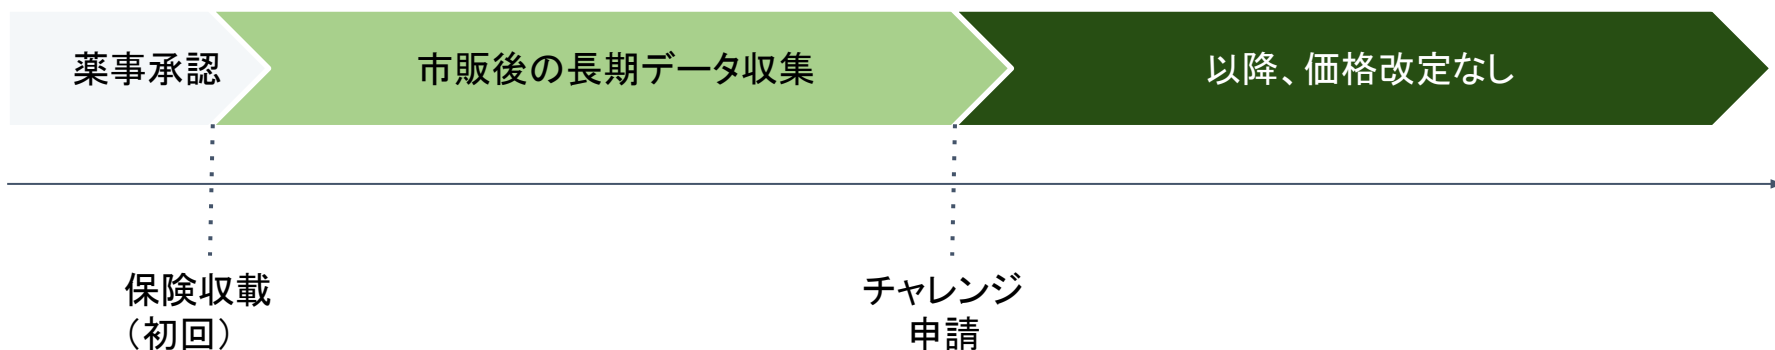 薬事承認
市販後の長期データ収集
以降、価格改定なし
保険収載
（初回）
チャレンジ
申請